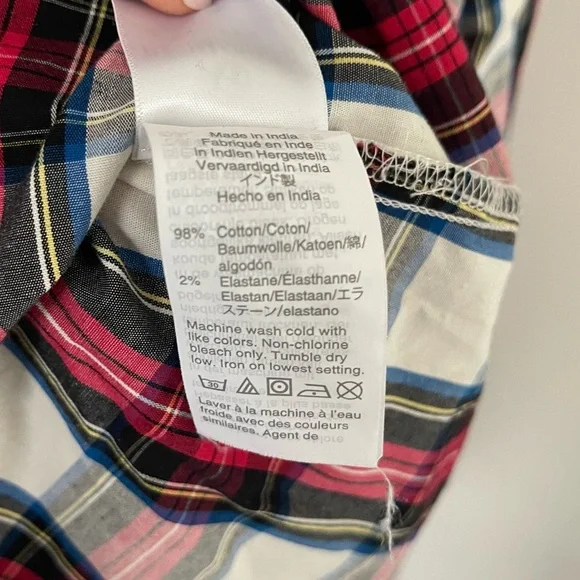 Made in India
Fabriqué en Inde
In Indien Hergestellt
Vervaardigd in India
インド製
Hecho en India
98% Cotton/Coton/
Baumwolle/Katoen/綿/
algodón
2% Elastane/Elasthanne/
Elastan/Elastaan/エラ
ステーン/elastano
Machine wash cold with
like colors. Non-chlorine
bleach only. Tumble dry
low. Iron on lowest setting.
30
Laver à la machine à l'eau
froide avec des couleurs
similaires. Agent de